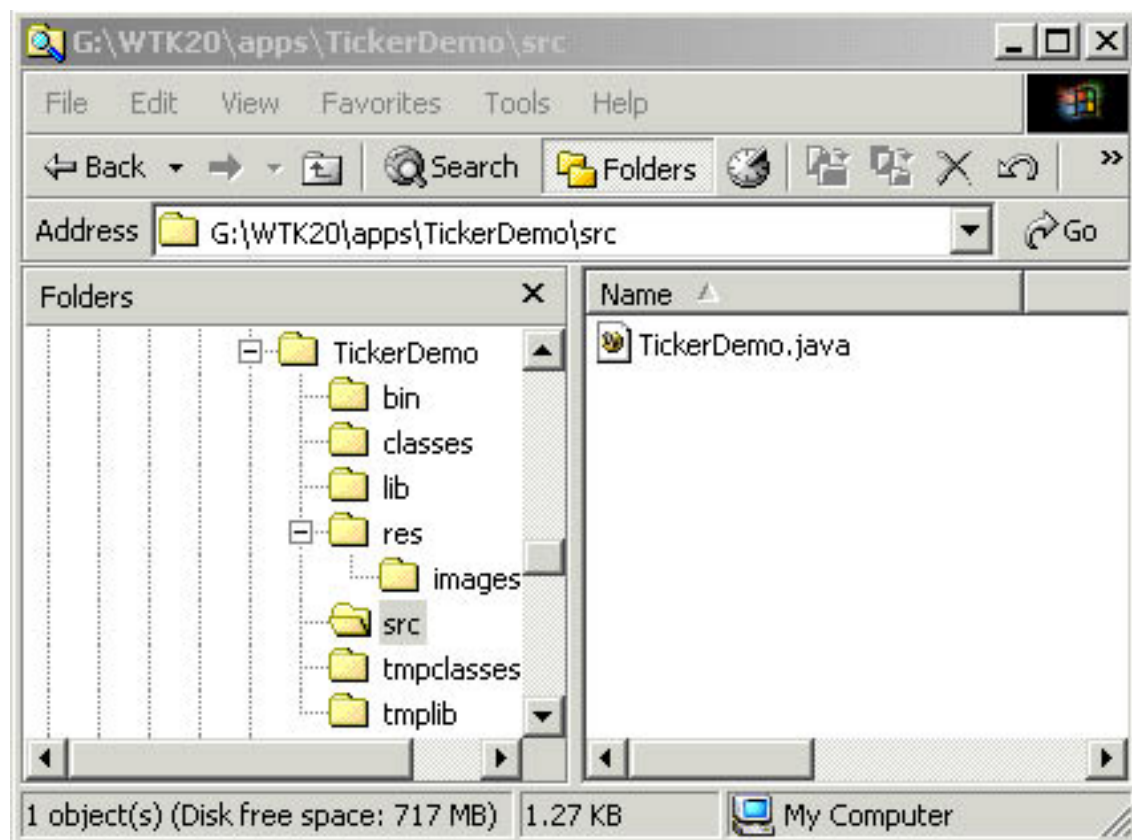 G:\WTK20\apps\TickerDemo\src
File Edit View Favorites Tools Help
Back Search Folders »
Address G:\WTK20\apps\TickerDemo\src Go
Folders
TickerDemo
bin
classes
lib
res
images
src
tmpclasses
tmplib
Name
TickerDemo.java
1 object(s) (Disk free space: 717 MB) 1.27 KB My Computer